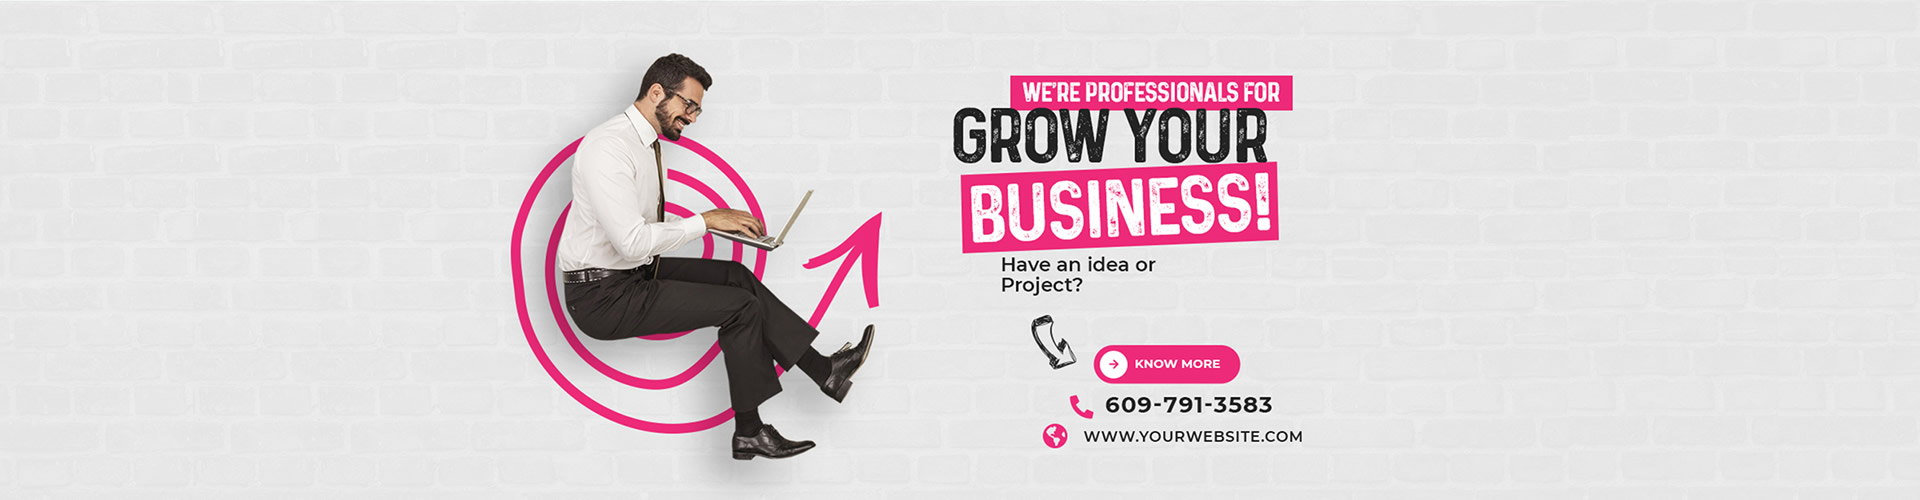 WE'RE PROFESSIONALS FOR
GROW YOUR
BUSINESS!
Have an idea or
Project?
KNOW MORE
609-791-3583
WWW.YOURWEBSITE.COM